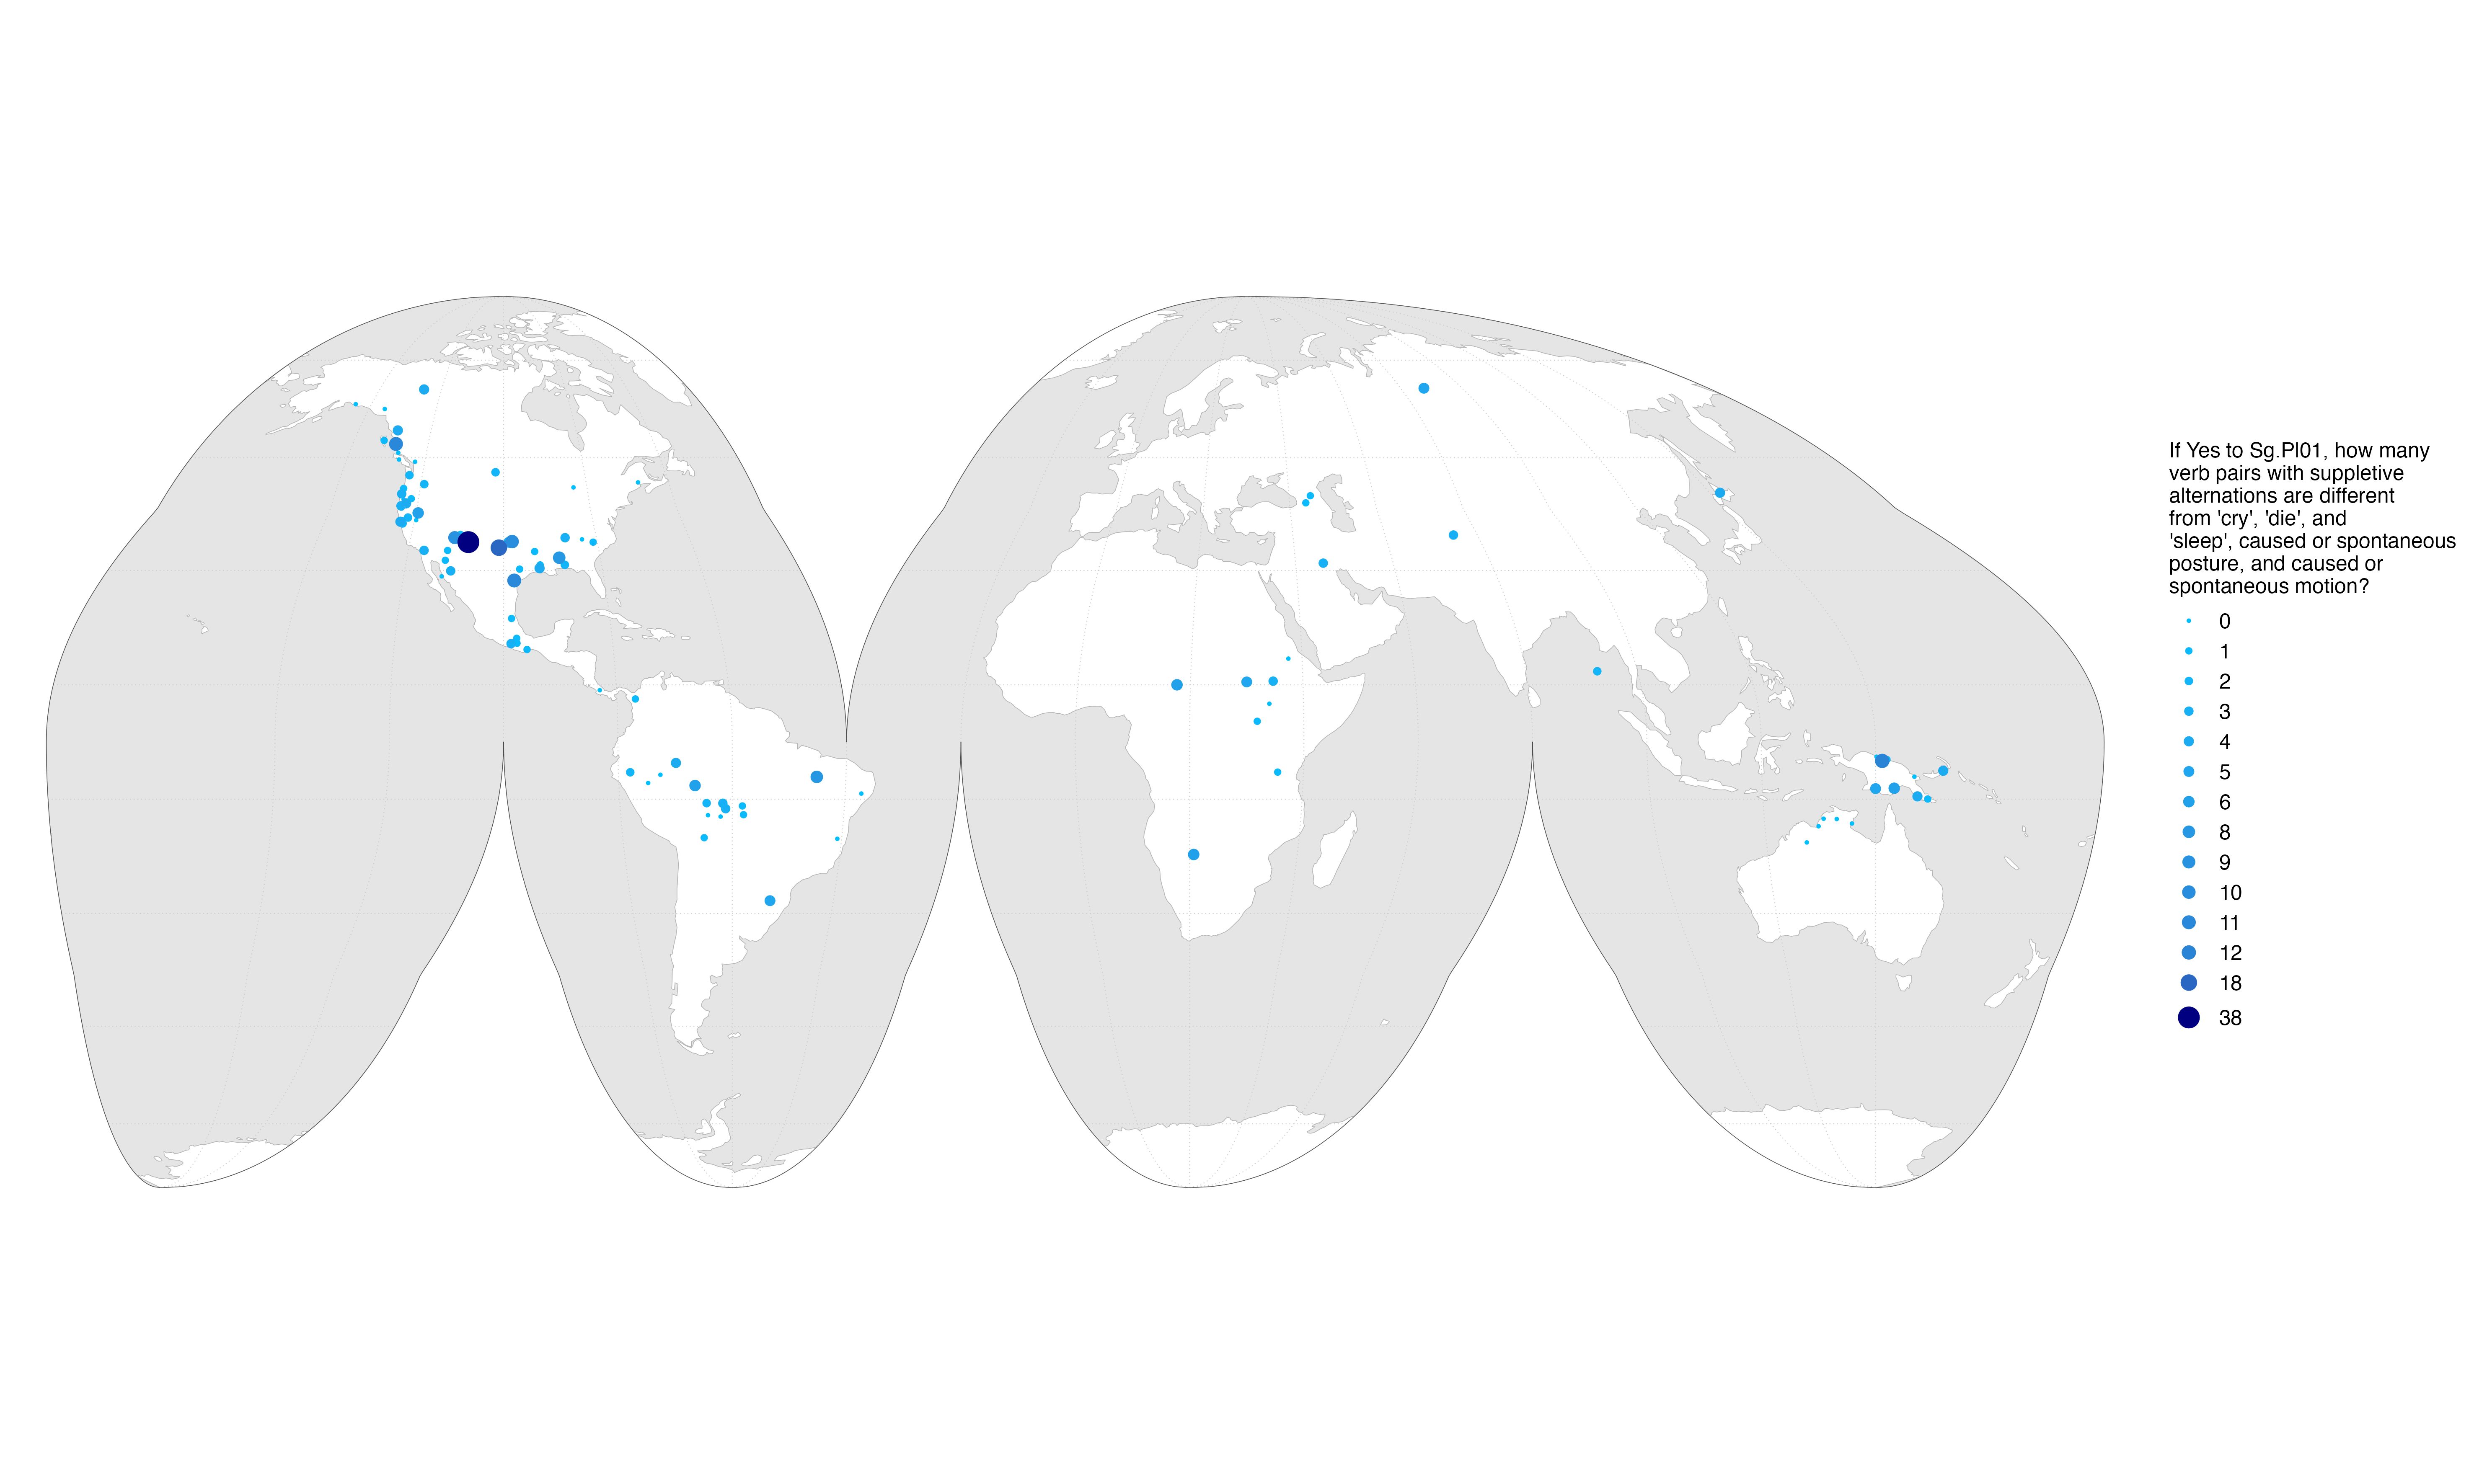 If Yes to Sg.Pl01, how many
verb pairs with suppletive
alternations are different
from 'cry', 'die', and
'sleep', caused or spontaneous
posture, and caused or
spontaneous motion?
0
1
2
3
4
5
6
8
9
10
11
12
18
38